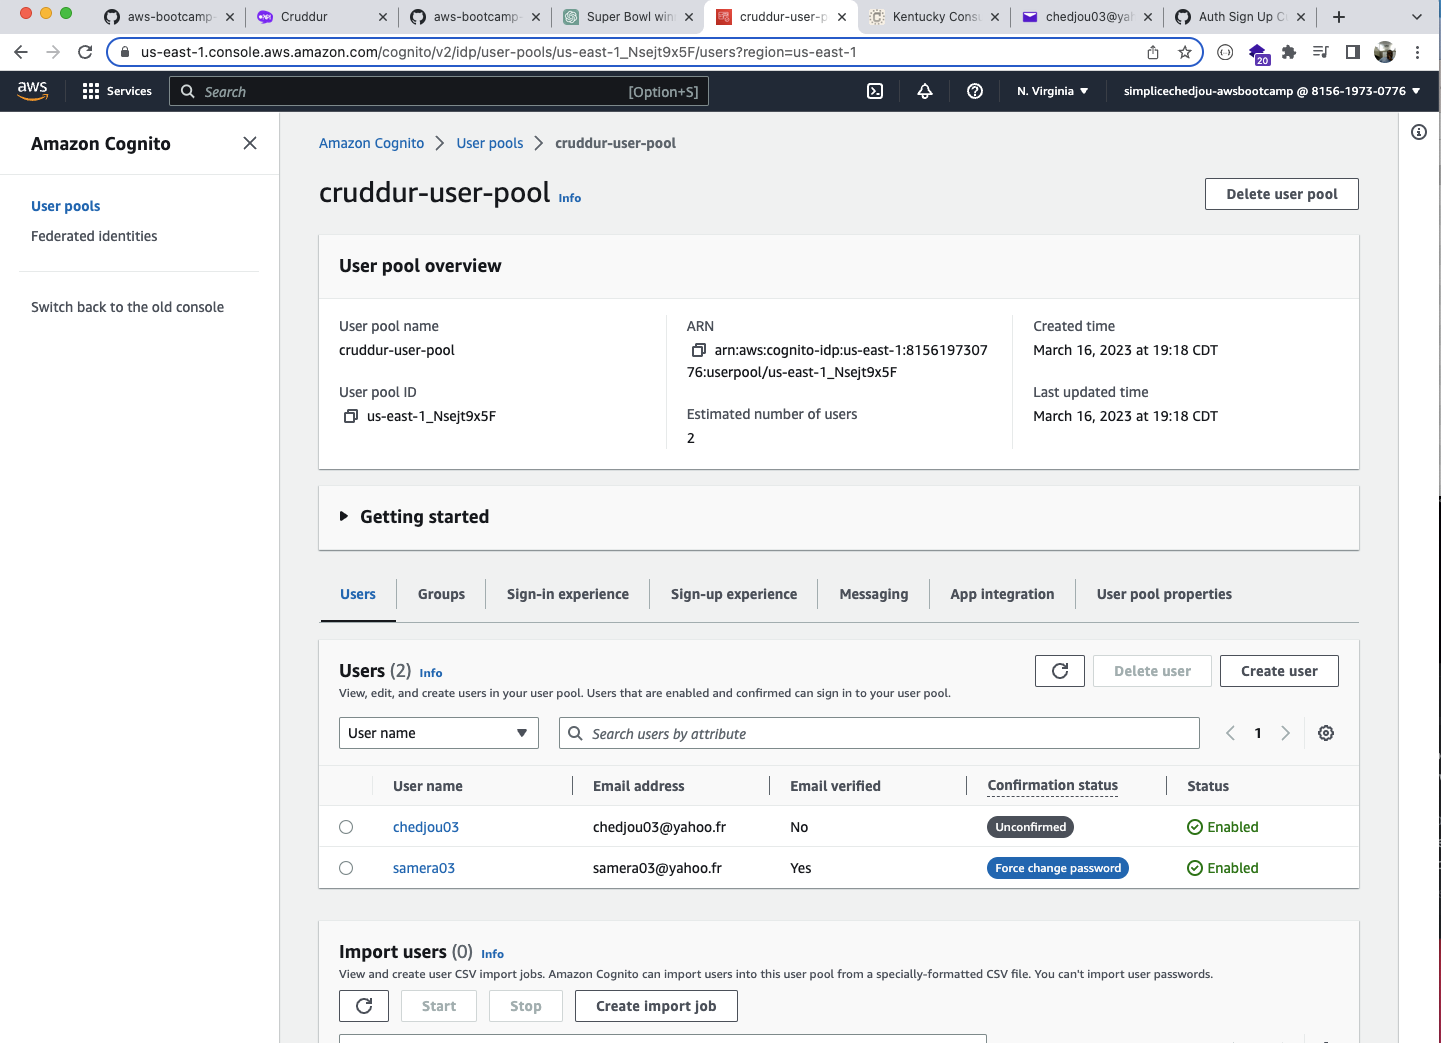 aws-bootcamp-
Cruddur
aws-bootcamp-
Super Bowl win
cruddur-user-p
Kentucky Cons
chedjou03@ya
Auth Sign Up C
us-east-1.console.aws.amazon.com/cognito/v2/idp/user-pools/us-east-1_Nsejt9x5F/users?region=us-east-1
20
aws
Services
Search
[Option+S]
N. Virginia
simplicechedjou-awsbootcamp @ 8156-1973-0776
Amazon Cognito
User pools
Federated identities
Switch back to the old console
Amazon Cognito
User pools
cruddur-user-pool
cruddur-user-pool Info
Delete user pool
User pool overview
User pool name
cruddur-user-pool
User pool ID
us-east-1_Nsejt9x5F
ARN
arn:aws:cognito-idp:us-east-1:8156197307
76:userpool/us-east-1_Nsejt9x5F
Estimated number of users
2
Created time
March 16, 2023 at 19:18 CDT
Last updated time
March 16, 2023 at 19:18 CDT
Getting started
Users
Groups
Sign-in experience
Sign-up experience
Messaging
App integration
User pool properties
Users (2) Info
View, edit, and create users in your user pool. Users that are enabled and confirmed can sign in to your user pool.
Delete user
Create user
User name
Search users by attribute
1
User name Email address Email verified Confirmation status Status
chedjou03 chedjou03@yahoo.fr No Unconfirmed Enabled
samera03 samera03@yahoo.fr Yes Force change password Enabled
Import users (0) Info
View and create user CSV import jobs. Amazon Cognito can import users into this user pool from a specially-formatted CSV file. You can't import user passwords.
Start
Stop
Create import job